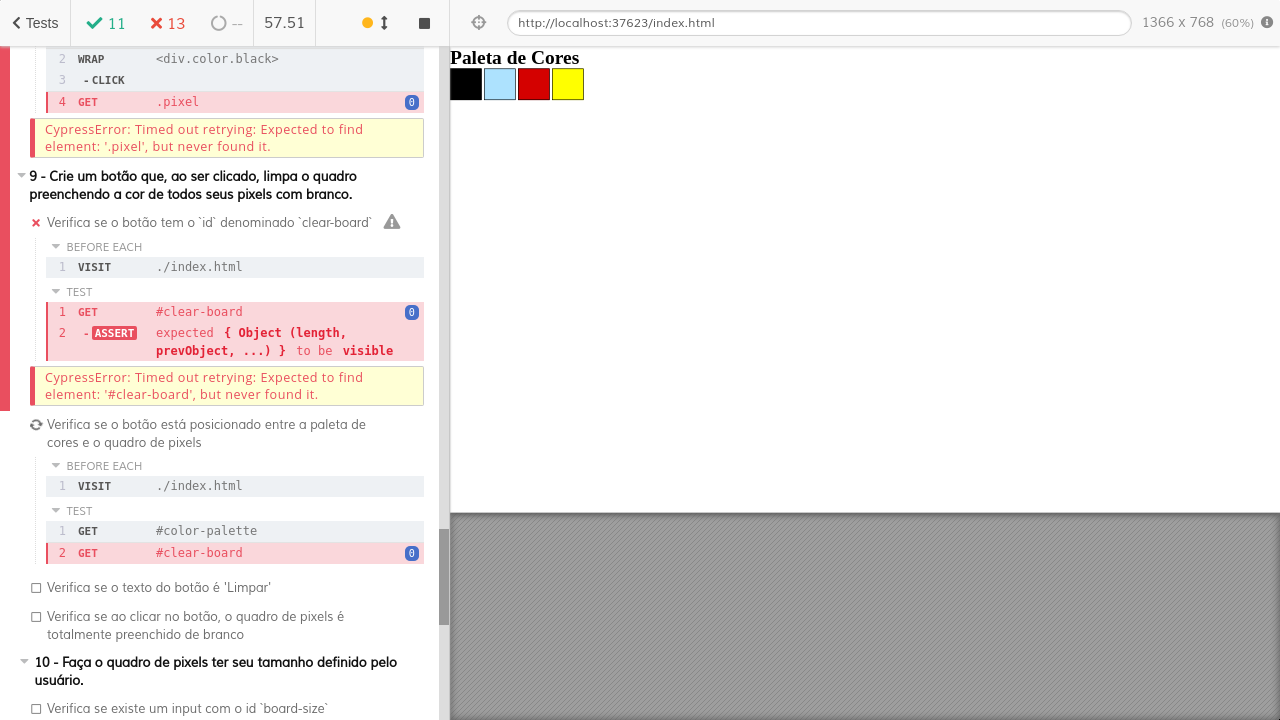 Tests 11 13 -- 57.51 http://localhost:37623/index.html 1366 x 768 (60%)
2 WRAP <div.color.black>
3 -CLICK
4 GET .pixel 0
CypressError: Timed out retrying: Expected to find
element: '.pixel', but never found it.
9 - Crie um botão que, ao ser clicado, limpa o quadro
preenchendo a cor de todos seus pixels com branco.
Verifica se o botão tem o `id` denominado `clear-board`
BEFORE EACH
1 VISIT ./index.html
TEST
1 GET #clear-board 0
2 -ASSERT expected { Object (length,
prevObject, ...) } to be visible
CypressError: Timed out retrying: Expected to find
element: '#clear-board', but never found it.
Verifica se o botão está posicionado entre a paleta de
cores e o quadro de pixels
BEFORE EACH
1 VISIT ./index.html
TEST
1 GET #color-palette
2 GET #clear-board 0
Verifica se o texto do botão é 'Limpar'
Verifica se ao clicar no botão, o quadro de pixels é
totalmente preenchido de branco
10 - Faça o quadro de pixels ter seu tamanho definido pelo
usuário.
Verifica se existe um input com o id `board-size`
Paleta de Cores